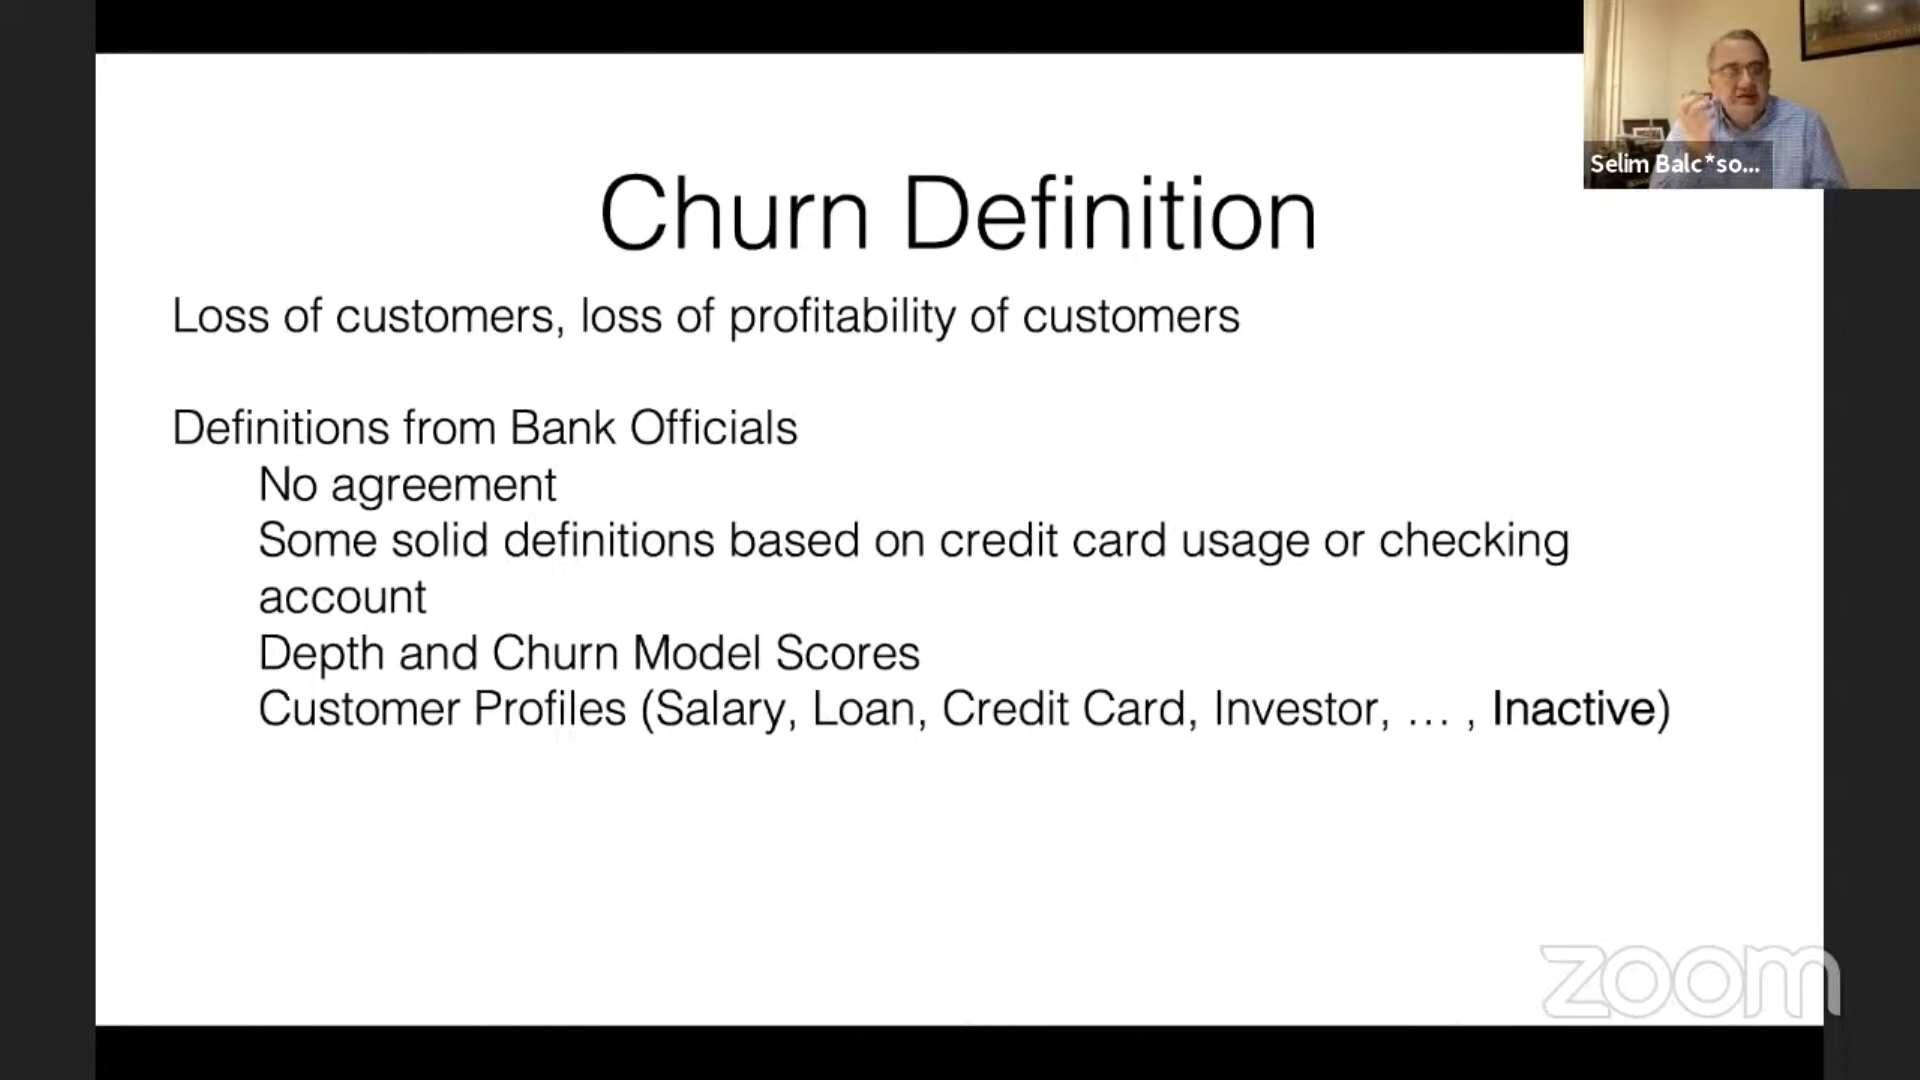 Churn Definition
Loss of customers, loss of profitability of customers
Definitions from Bank Officials
No agreement
Some solid definitions based on credit card usage or checking
account
Depth and Churn Model Scores
Customer Profiles (Salary, Loan, Credit Card, Investor, … , Inactive)
Selim Balc*so...
zoom